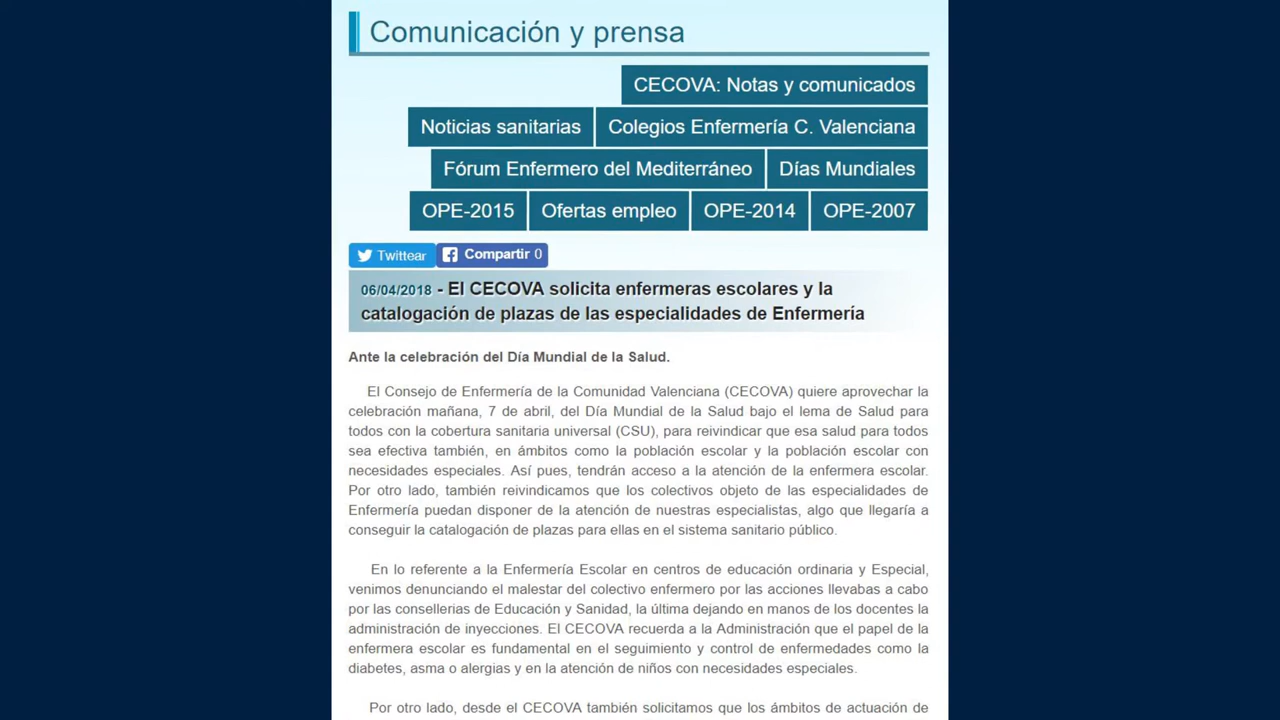 Comunicación y prensa
CECOVA: Notas y comunicados
Noticias sanitarias
Colegios Enfermería C. Valenciana
Fórum Enfermero del Mediterráneo
Días Mundiales
OPE-2015
Ofertas empleo
OPE-2014
OPE-2007
Twittear
Compartir 0
06/04/2018 - El CECOVA solicita enfermeras escolares y la
catalogación de plazas de las especialidades de Enfermería
Ante la celebración del Día Mundial de la Salud.
El Consejo de Enfermería de la Comunidad Valenciana (CECOVA) quiere aprovechar la
celebración mañana, 7 de abril, del Día Mundial de la Salud bajo el lema de Salud para
todos con la cobertura sanitaria universal (CSU), para reivindicar que esa salud para todos
sea efectiva también, en ámbitos como la población escolar y la población escolar con
necesidades especiales. Así pues, tendrán acceso a la atención de la enfermera escolar.
Por otro lado, también reivindicamos que los colectivos objeto de las especialidades de
Enfermería puedan disponer de la atención de nuestras especialistas, algo que llegaría a
conseguir la catalogación de plazas para ellas en el sistema sanitario público.
En lo referente a la Enfermería Escolar en centros de educación ordinaria y Especial,
venimos denunciando el malestar del colectivo enfermero por las acciones llevabas a cabo
por las consellerias de Educación y Sanidad, la última dejando en manos de los docentes la
administración de inyecciones. El CECOVA recuerda a la Administración que el papel de la
enfermera escolar es fundamental en el seguimiento y control de enfermedades como la
diabetes, asma o alergias y en la atención de niños con necesidades especiales.
Por otro lado, desde el CECOVA también solicitamos que los ámbitos de actuación de